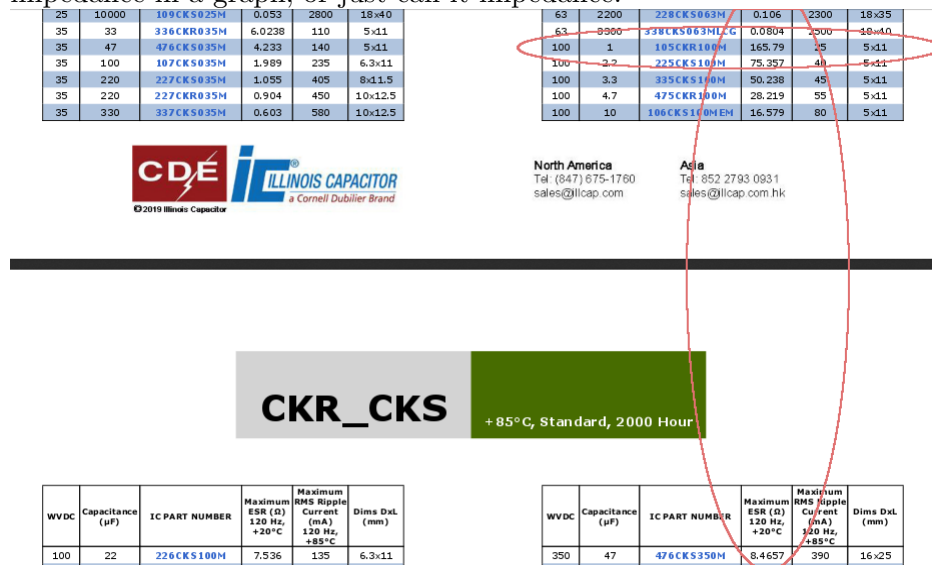 impedance in a graph, or just call it impedance.
25 10000 109CKS025M 0.053 2800 18x40
35 33 336CKR035M 6.0238 110 5x11
35 47 476CKS035M 4.233 140 5x11
35 100 107CKS035M 1.989 235 6.3x11
35 220 227CKS035M 1.055 405 8x11.5
35 220 227CKR035M 0.904 450 10x12.5
35 330 337CKS035M 0.603 580 10x12.5
63 2200 228CKS063M 0.106 2300 18x35
63 3300 338CKS063MLCG 0.0804 2500 18x40
100 1 105CKR100M 165.79 25 5x11
100 2.2 225CKS100M 75.357 40 5x11
100 3.3 335CKS100M 50.238 45 5x11
100 4.7 475CKR100M 28.219 55 5x11
100 10 106CKS100MEM 16.579 80 5x11
CDE
©2019 Illinois Capacitor
ic ®
ILLINOIS CAPACITOR
a Cornell Dubilier Brand
North America
Tel: (847) 675-1760
sales@illcap.com
Asia
Tel: 852 2793 0931
sales@illcap.com.hk
CKR_CKS
+85°C, Standard, 2000 Hour
WVDC Capacitance (µF) IC PART NUMBER Maximum ESR (Ω) 120 Hz, +20°C Maximum RMS Ripple Current (mA) 120 Hz, +85°C Dims DxL (mm)
100 22 226CKS100M 7.536 135 6.3x11
WVDC Capacitance (µF) IC PART NUMBER Maximum ESR (Ω) 120 Hz, +20°C Maximum RMS Ripple Current (mA) 120 Hz, +85°C Dims DxL (mm)
350 47 476CKS350M 8.4657 390 16x25